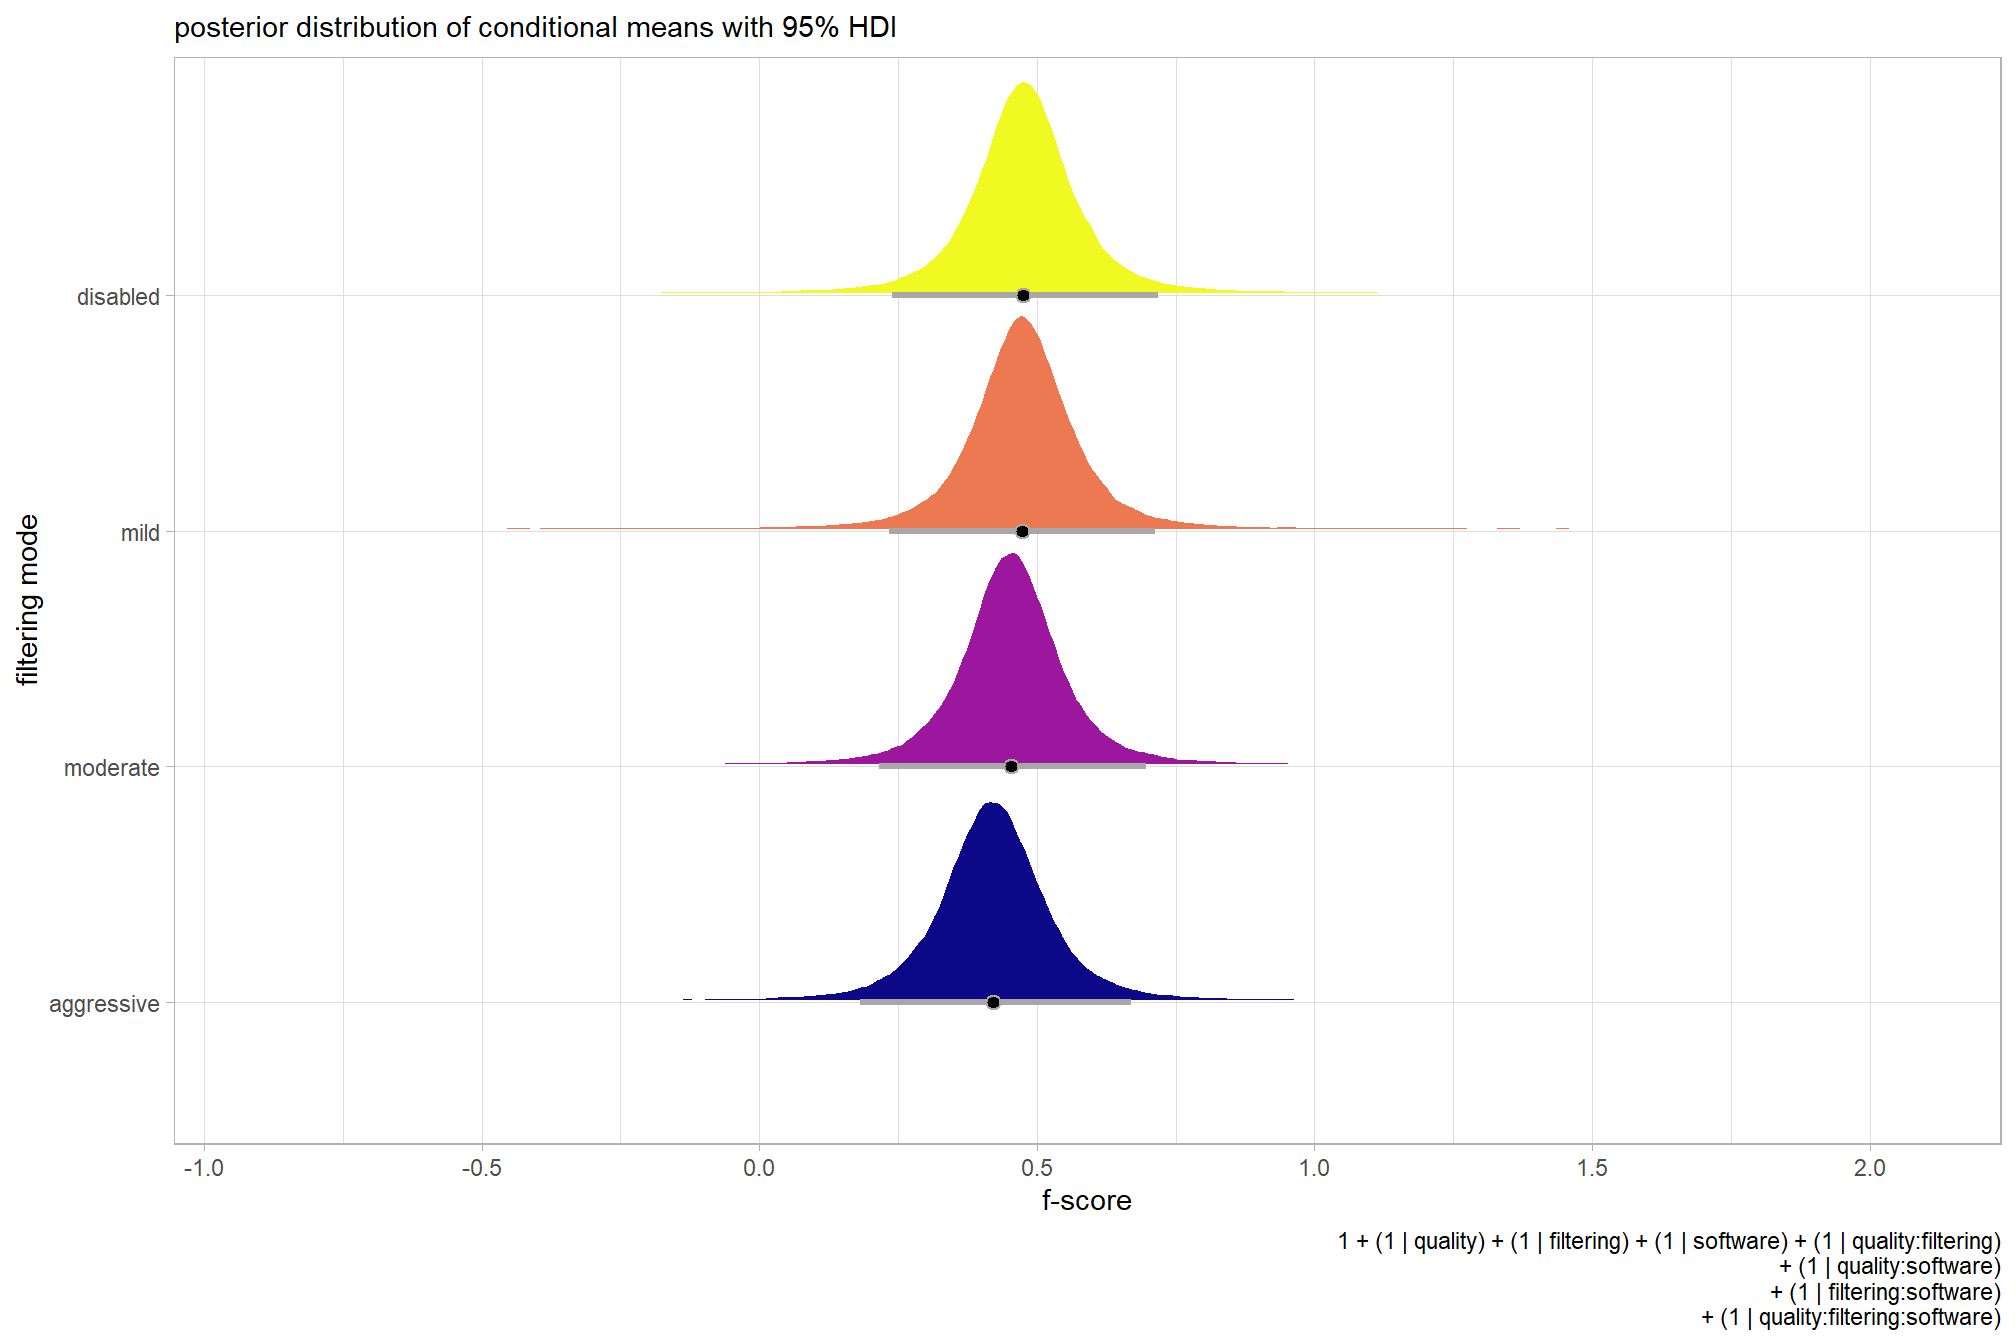 posterior distribution of conditional means with 95% HDI
filtering mode
disabled
mild
moderate
aggressive
-1.0 -0.5 0.0 0.5 1.0 1.5 2.0
f-score
1 + (1 | quality) + (1 | filtering) + (1 | software) + (1 | quality:filtering)
+ (1 | quality:software)
+ (1 | filtering:software)
+ (1 | quality:filtering:software)